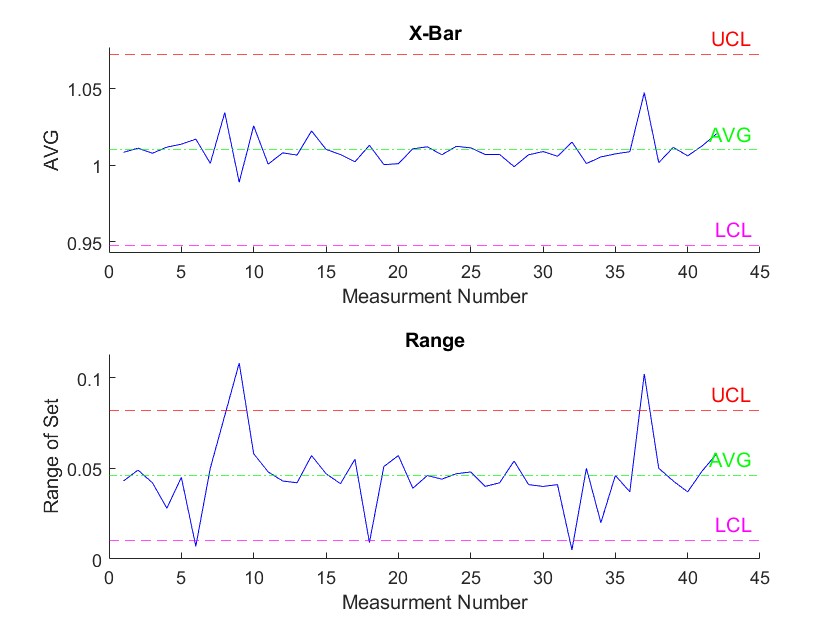 X-Bar
UCL
1.05
AVG
AVG
1
LCL
0.95
0 5 10 15 20 25 30 35 40 45
Measurment Number
Range
0.1
UCL
Range of Set
AVG
0.05
LCL
0
0 5 10 15 20 25 30 35 40 45
Measurment Number